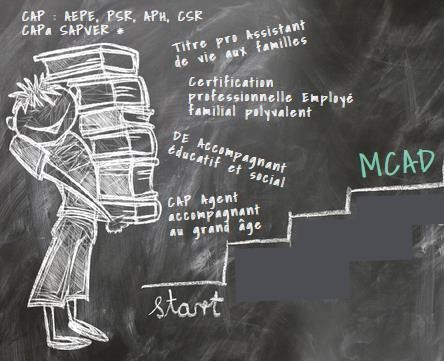 CAP : AEPE, PSR, APH, CSR
CAPa SAPVER *
Titre pro Assistant
de vie aux familles
Certification
professionnelle Employé
familial polyvalent
DE Accompagnant
éducatif et social
MCAD
CAP Agent
accompagnant
au grand âge
start